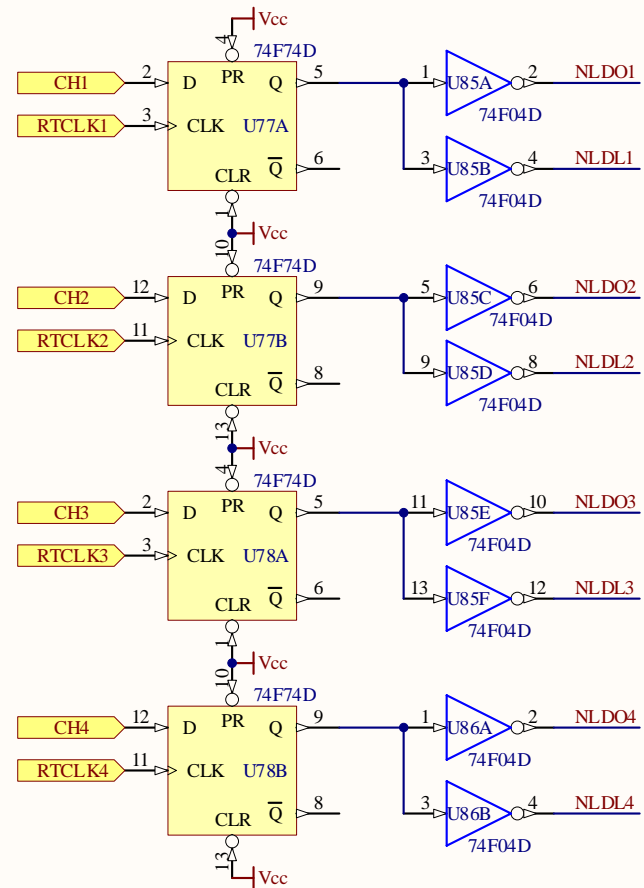 Vcc
4
74F74D
CH1 2 D PR Q 5 1 U85A 2 NLDO1
RTCLK1 3 CLK U77A 74F04D
Q 6 3 U85B 4 NLDL1
CLR
74F04D
1
Vcc
10
74F74D
CH2 12 D PR Q 9 5 U85C 6 NLDO2
RTCLK2 11 CLK U77B 74F04D
Q 8 9 U85D 8 NLDL2
CLR
74F04D
13
Vcc
4
74F74D
CH3 2 D PR Q 5 11 U85E 10 NLDO3
RTCLK3 3 CLK U78A 74F04D
Q 6 13 U85F 12 NLDL3
CLR
74F04D
1
Vcc
10
74F74D
CH4 12 D PR Q 9 1 U86A 2 NLDO4
RTCLK4 11 CLK U78B 74F04D
Q 8 3 U86B 4 NLDL4
CLR
74F04D
13
Vcc